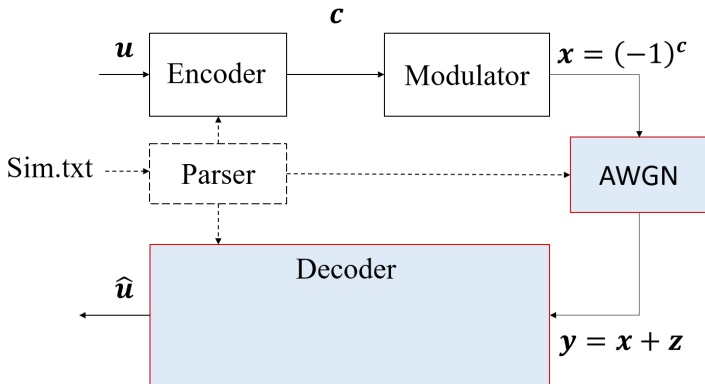 c
u
Encoder
Modulator
x = (−1)ᶜ
Sim.txt
Parser
AWGN
Decoder
û
y = x + z